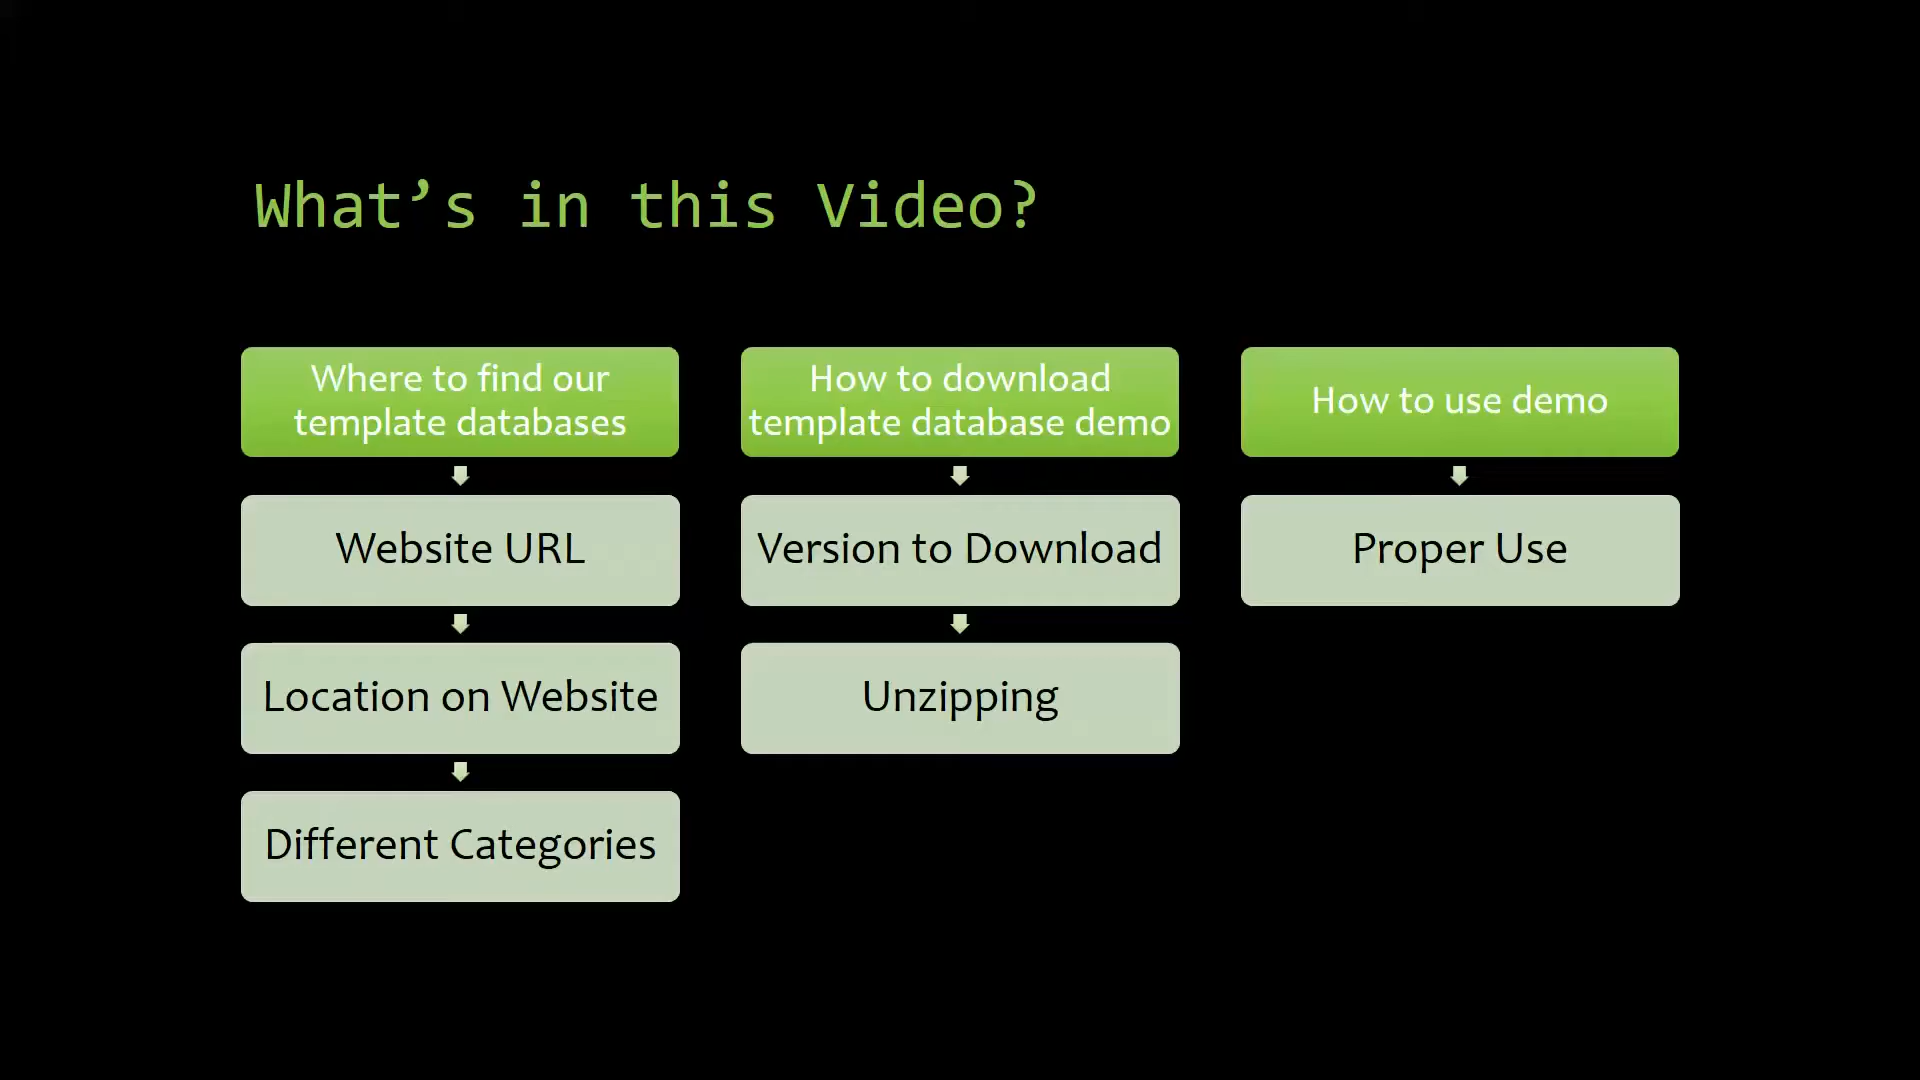 What’s in this Video?
Where to find our
template databases
Website URL
Location on Website
Different Categories
How to download
template database demo
Version to Download
Unzipping
How to use demo
Proper Use